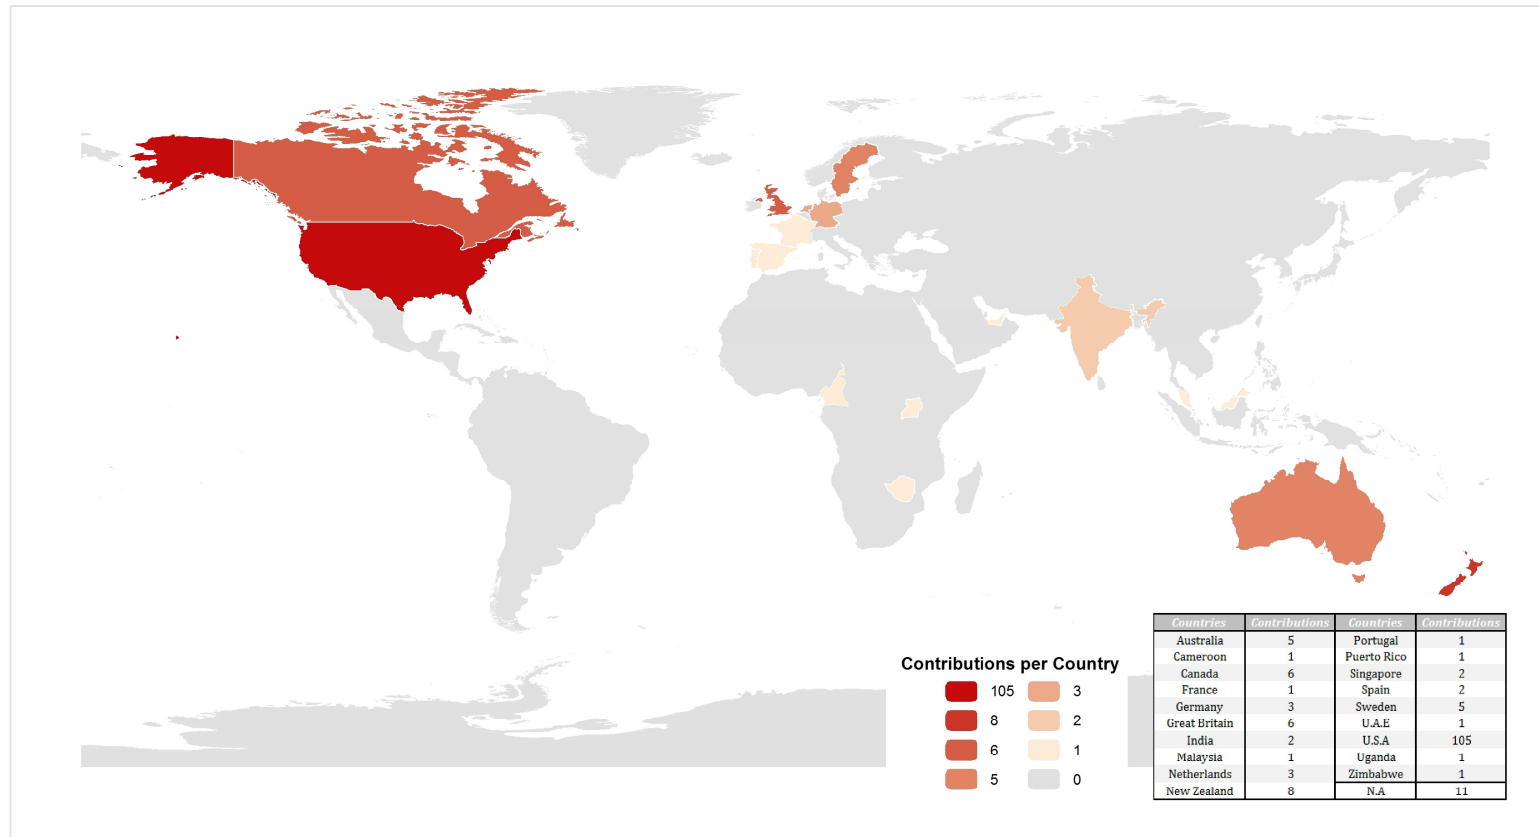 Contributions per Country
105 3
8 2
6 1
5 0
Countries Contributions Countries Contributions
Australia 5 Portugal 1
Cameroon 1 Puerto Rico 1
Canada 6 Singapore 2
France 1 Spain 2
Germany 3 Sweden 5
Great Britain 6 U.A.E 1
India 2 U.S.A 105
Malaysia 1 Uganda 1
Netherlands 3 Zimbabwe 1
New Zealand 8 N.A 11